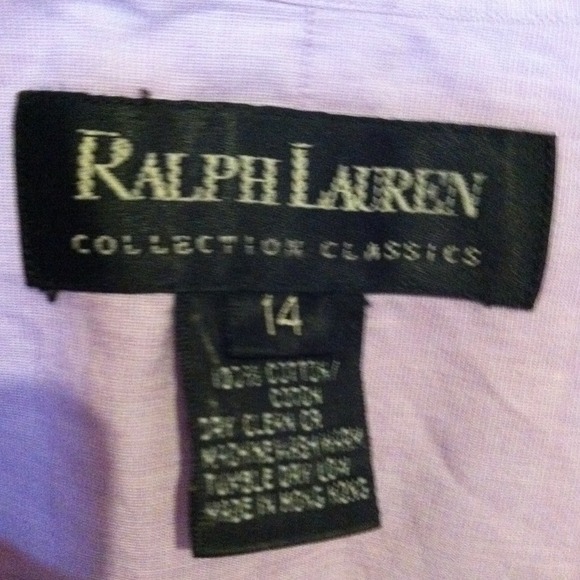 RALPH LAUREN
COLLECTION CLASSICS
14
100% COTTON/
COTON
DRY CLEAN OR
MACHINE WASH WARM
TUMBLE DRY LOW
MADE IN HONG KONG